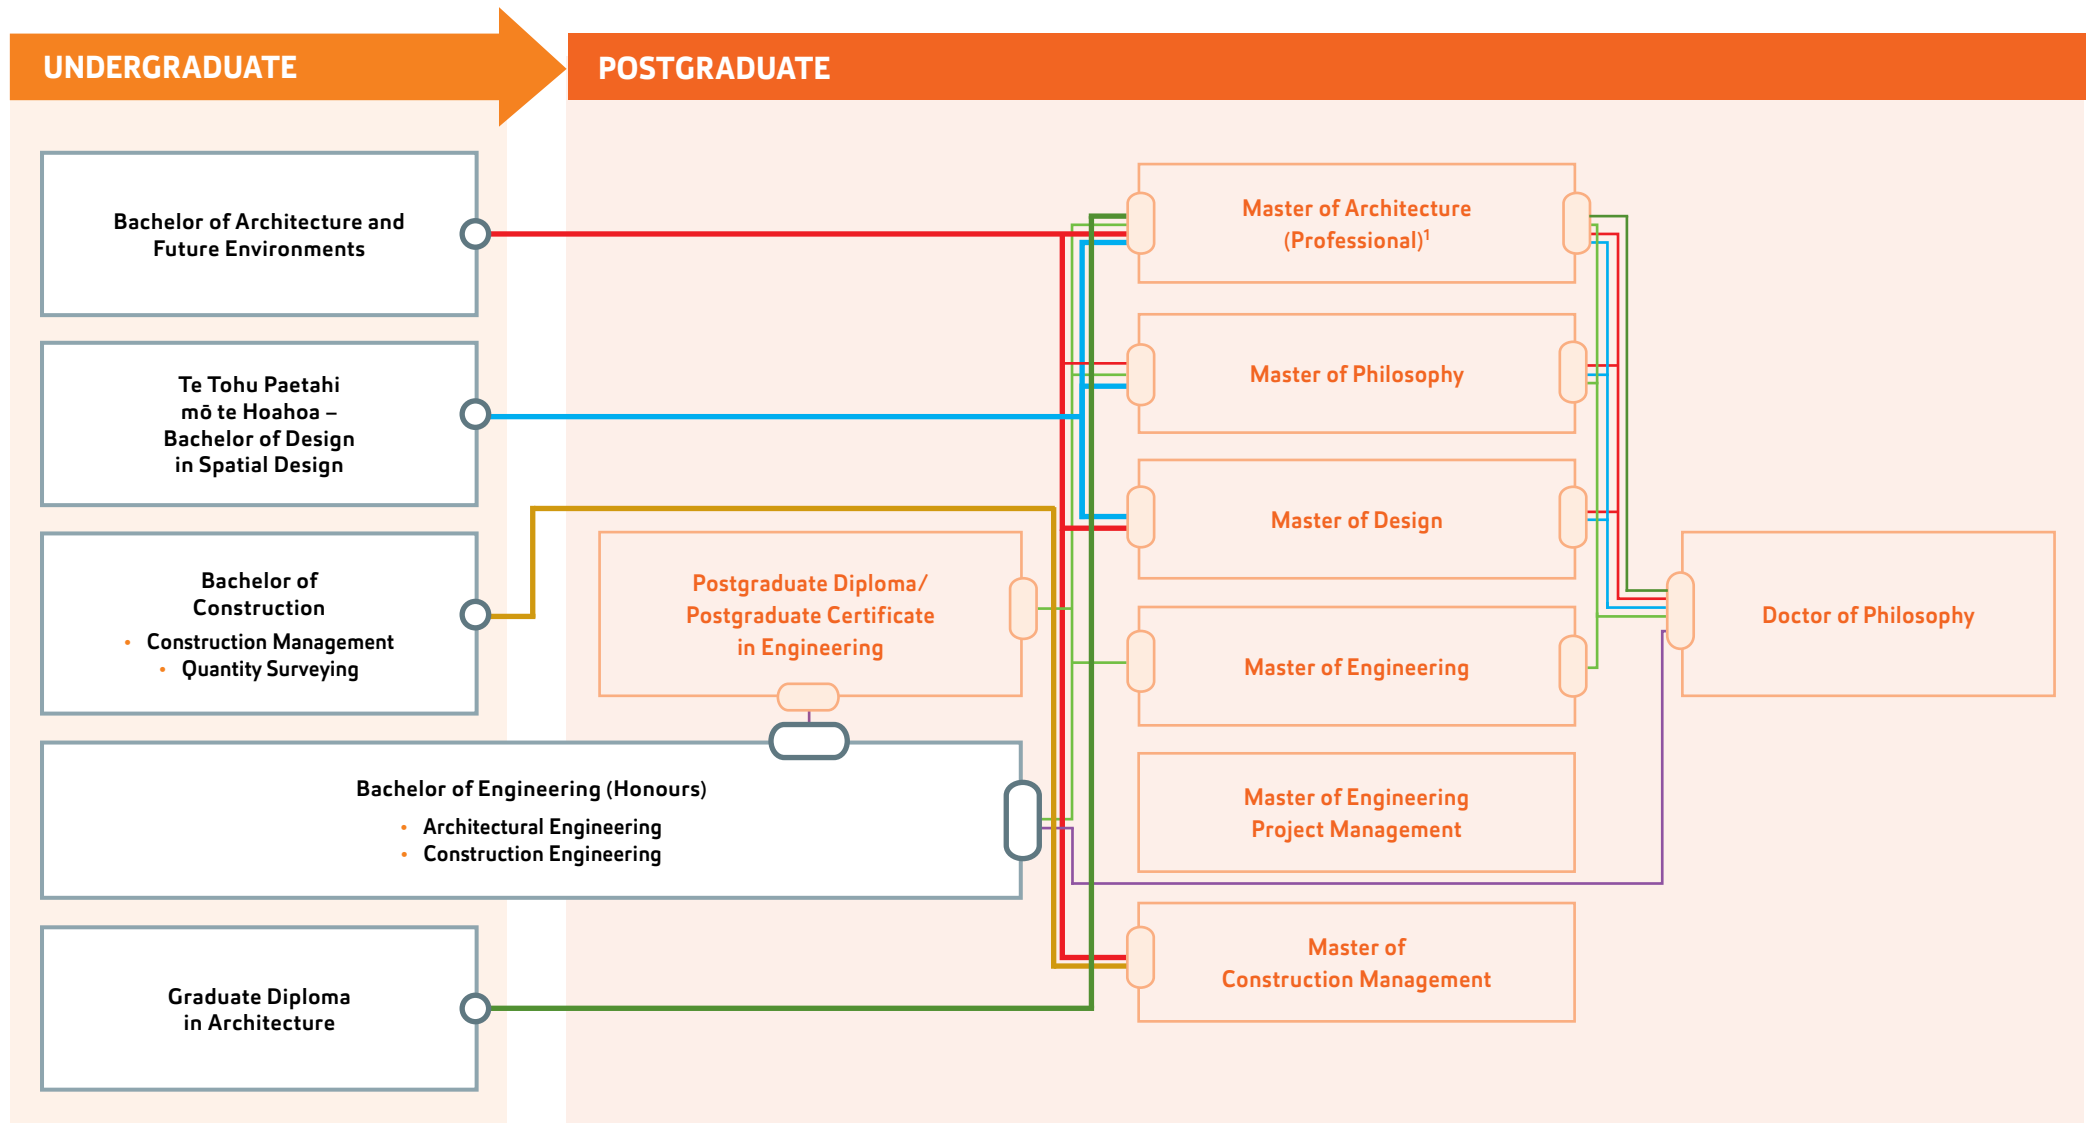 UNDERGRADUATE
POSTGRADUATE
Bachelor of Architecture and
Future Environments
Te Tohu Paetahi
mō te Hoahoa –
Bachelor of Design
in Spatial Design
Bachelor of
Construction
• Construction Management
• Quantity Surveying
Bachelor of Engineering (Honours)
• Architectural Engineering
• Construction Engineering
Graduate Diploma
in Architecture
Postgraduate Diploma/
Postgraduate Certificate
in Engineering
Master of Architecture
(Professional)¹
Master of Philosophy
Master of Design
Master of Engineering
Master of Engineering
Project Management
Master of
Construction Management
Doctor of Philosophy